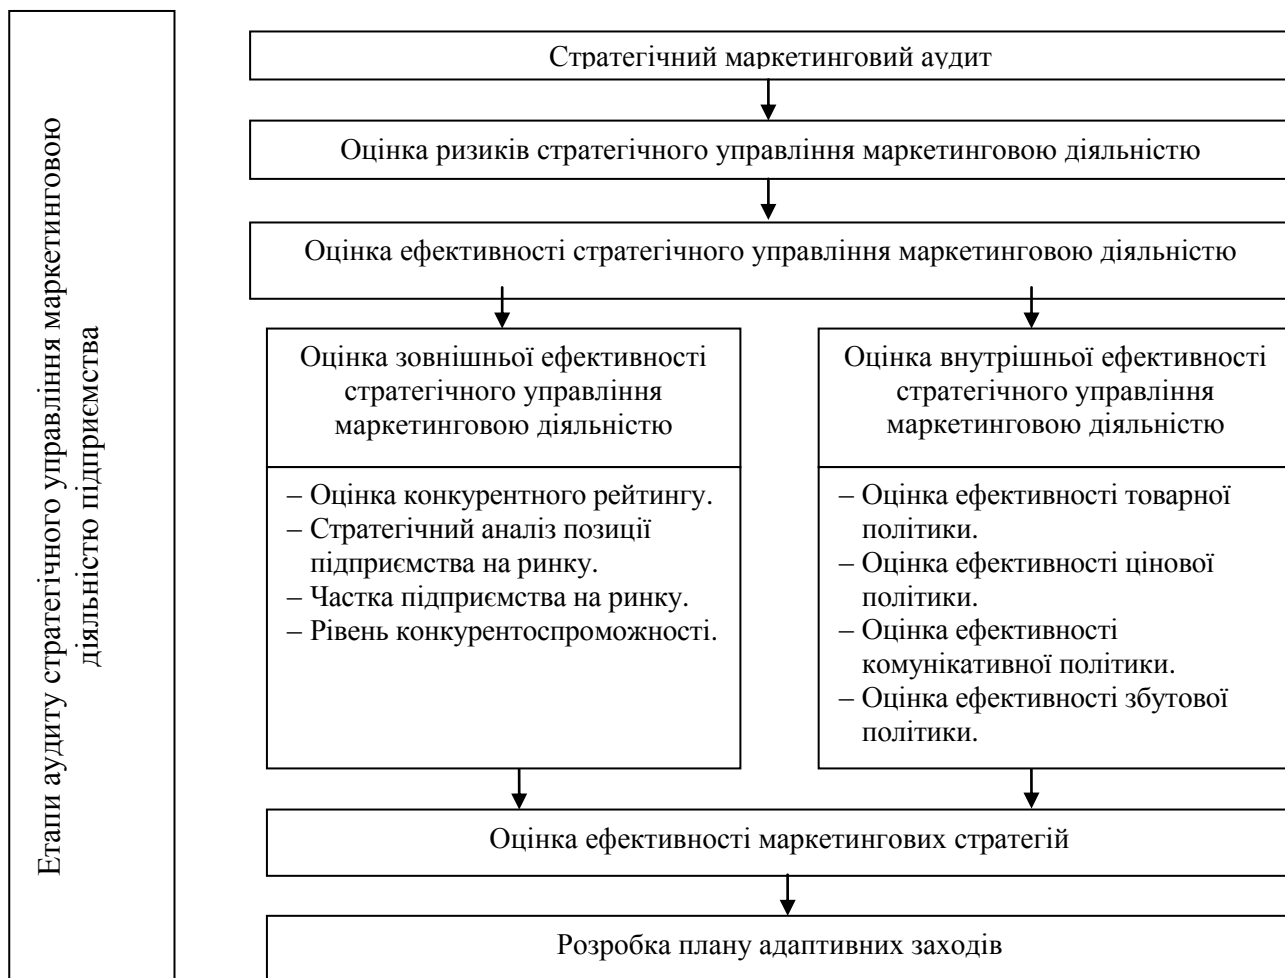 Етапи аудиту стратегічного управління маркетинговою
діяльністю підприємства
Стратегічний маркетинговий аудит
Оцінка ризиків стратегічного управління маркетинговою діяльністю
Оцінка ефективності стратегічного управління маркетинговою діяльністю
Оцінка зовнішньої ефективності
стратегічного управління
маркетинговою діяльністю
– Оцінка конкурентного рейтингу.
– Стратегічний аналіз позиції
підприємства на ринку.
– Частка підприємства на ринку.
– Рівень конкурентоспроможності.
Оцінка внутрішньої ефективності
стратегічного управління
маркетинговою діяльністю
– Оцінка ефективності товарної
політики.
– Оцінка ефективності цінової
політики.
– Оцінка ефективності
комунікативної політики.
– Оцінка ефективності збутової
політики.
Оцінка ефективності маркетингових стратегій
Розробка плану адаптивних заходів